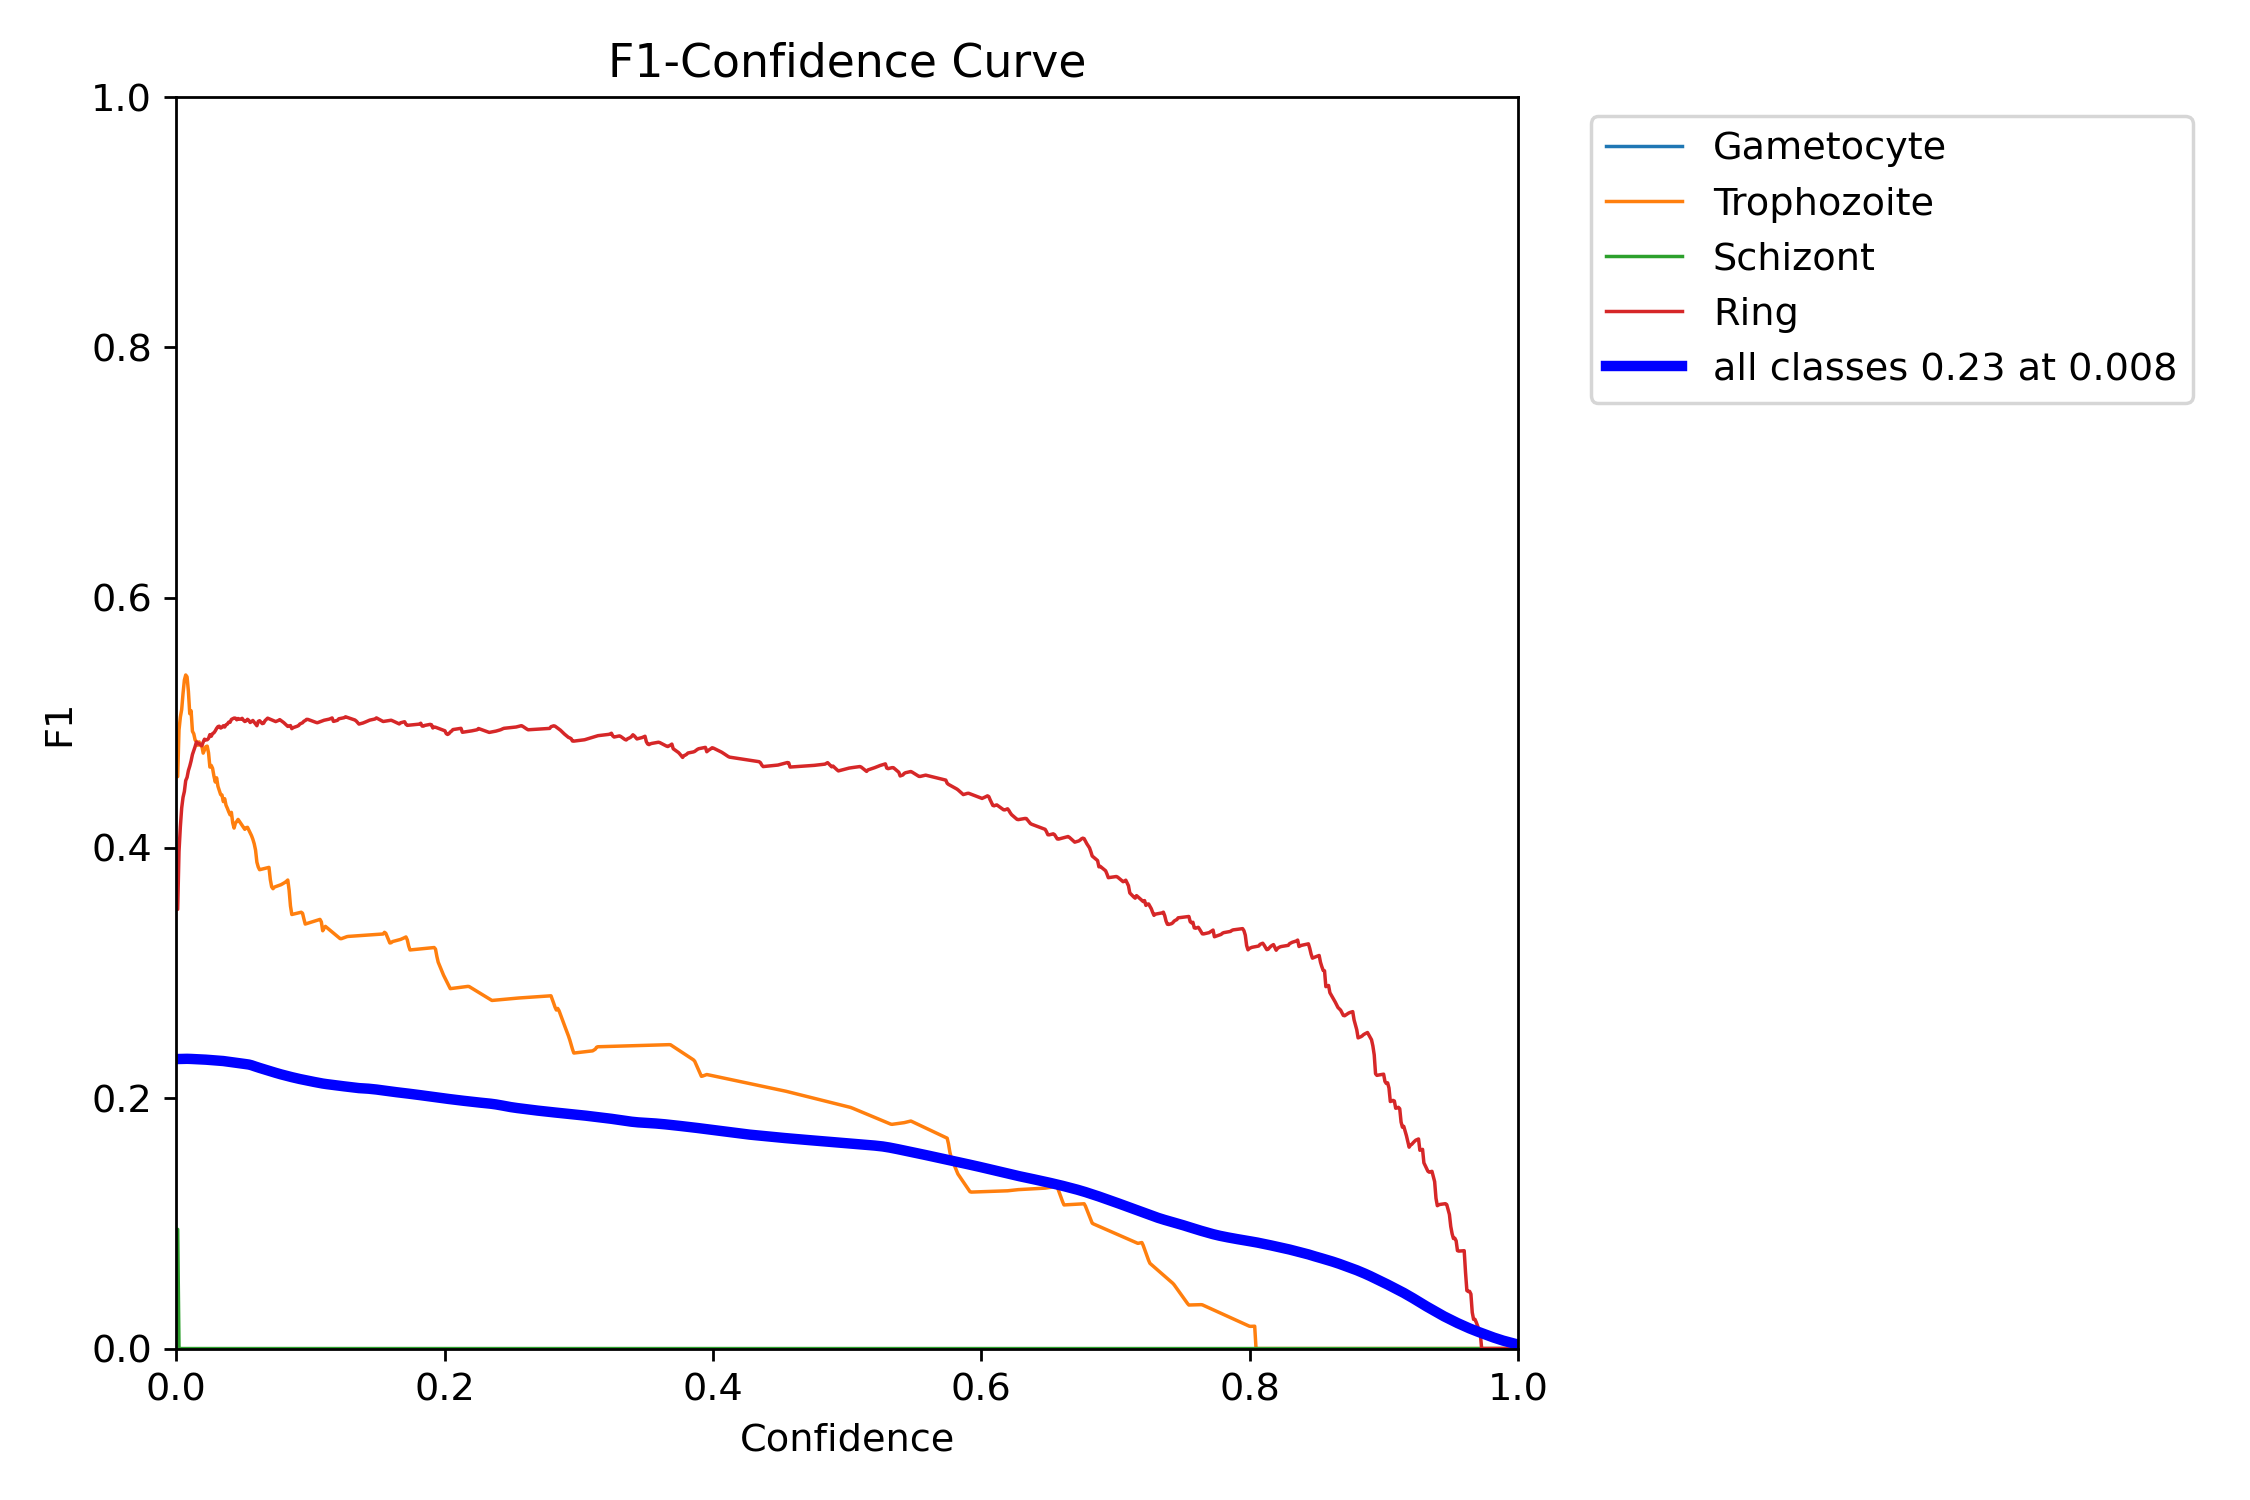 F1-Confidence Curve
1.0
0.8
0.6
0.4
0.2
0.0
F1
0.0 0.2 0.4 0.6 0.8 1.0
Confidence
Gametocyte
Trophozoite
Schizont
Ring
all classes 0.23 at 0.008